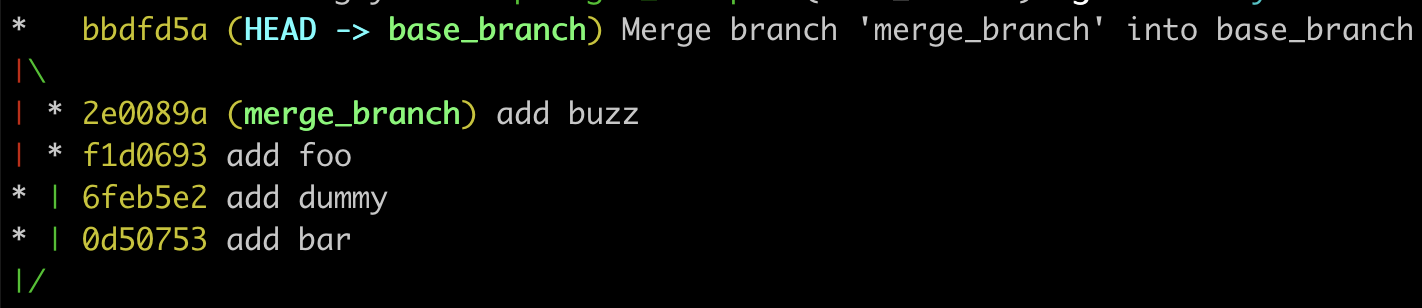 *   bbdfd5a (HEAD -> base_branch) Merge branch 'merge_branch' into base_branch
|\
| * 2e0089a (merge_branch) add buzz
| * f1d0693 add foo
* | 6feb5e2 add dummy
* | 0d50753 add bar
|/